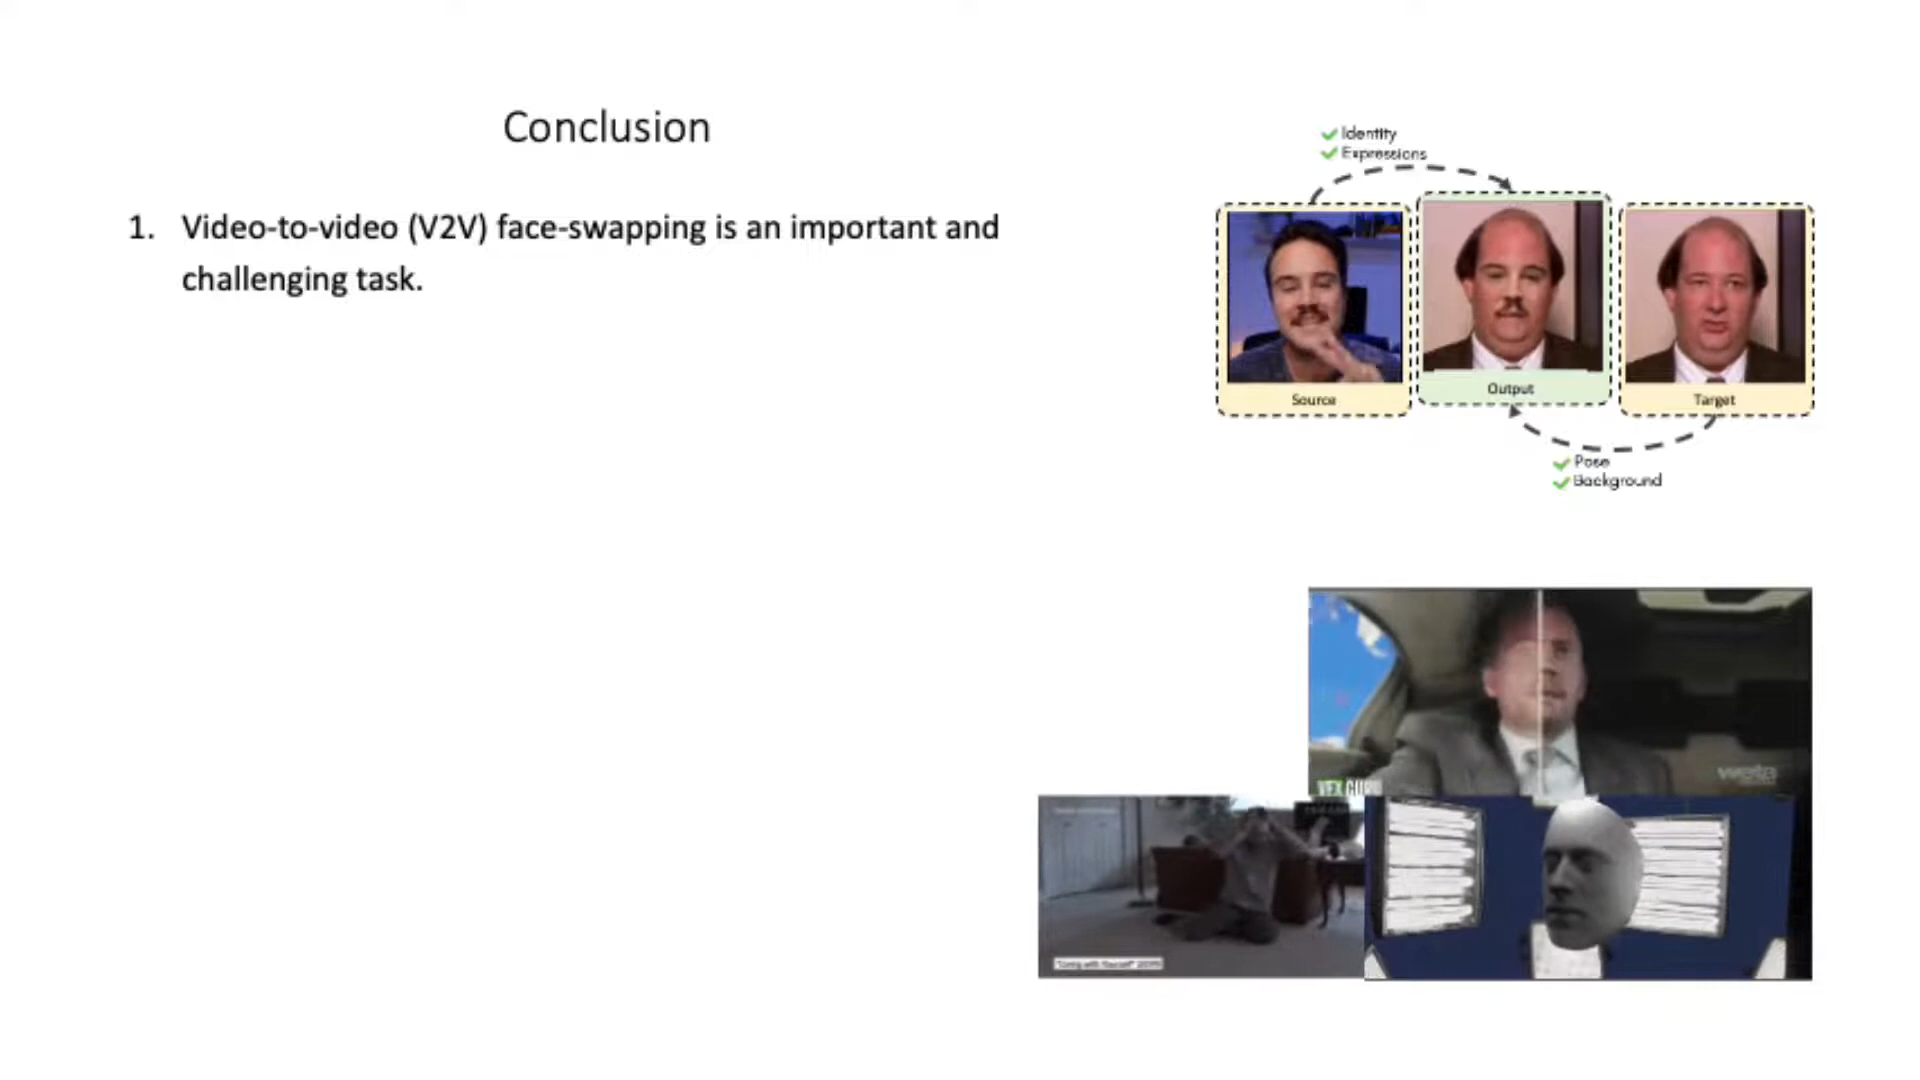 Conclusion
1. Video-to-video (V2V) face-swapping is an important and
challenging task.
Identity
Expressions
Source
Output
Target
Pose
Background
weta